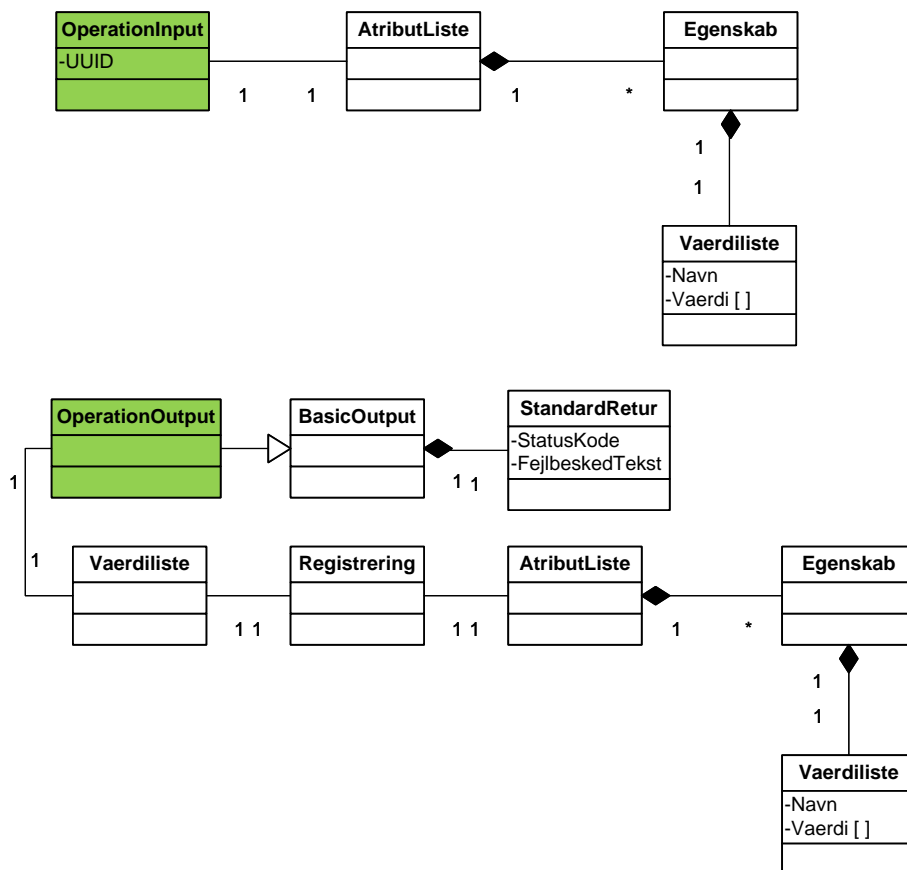 OperationInput
-UUID
AtributListe
Egenskab
1
1
1
*
1
1
Vaerdiliste
-Navn
-Vaerdi [ ]
OperationOutput
BasicOutput
StandardRetur
-StatusKode
-FejlbeskedTekst
1
1
1
1
Vaerdiliste
Registrering
AtributListe
Egenskab
1 1
1 1
1
*
1
1
Vaerdiliste
-Navn
-Vaerdi [ ]